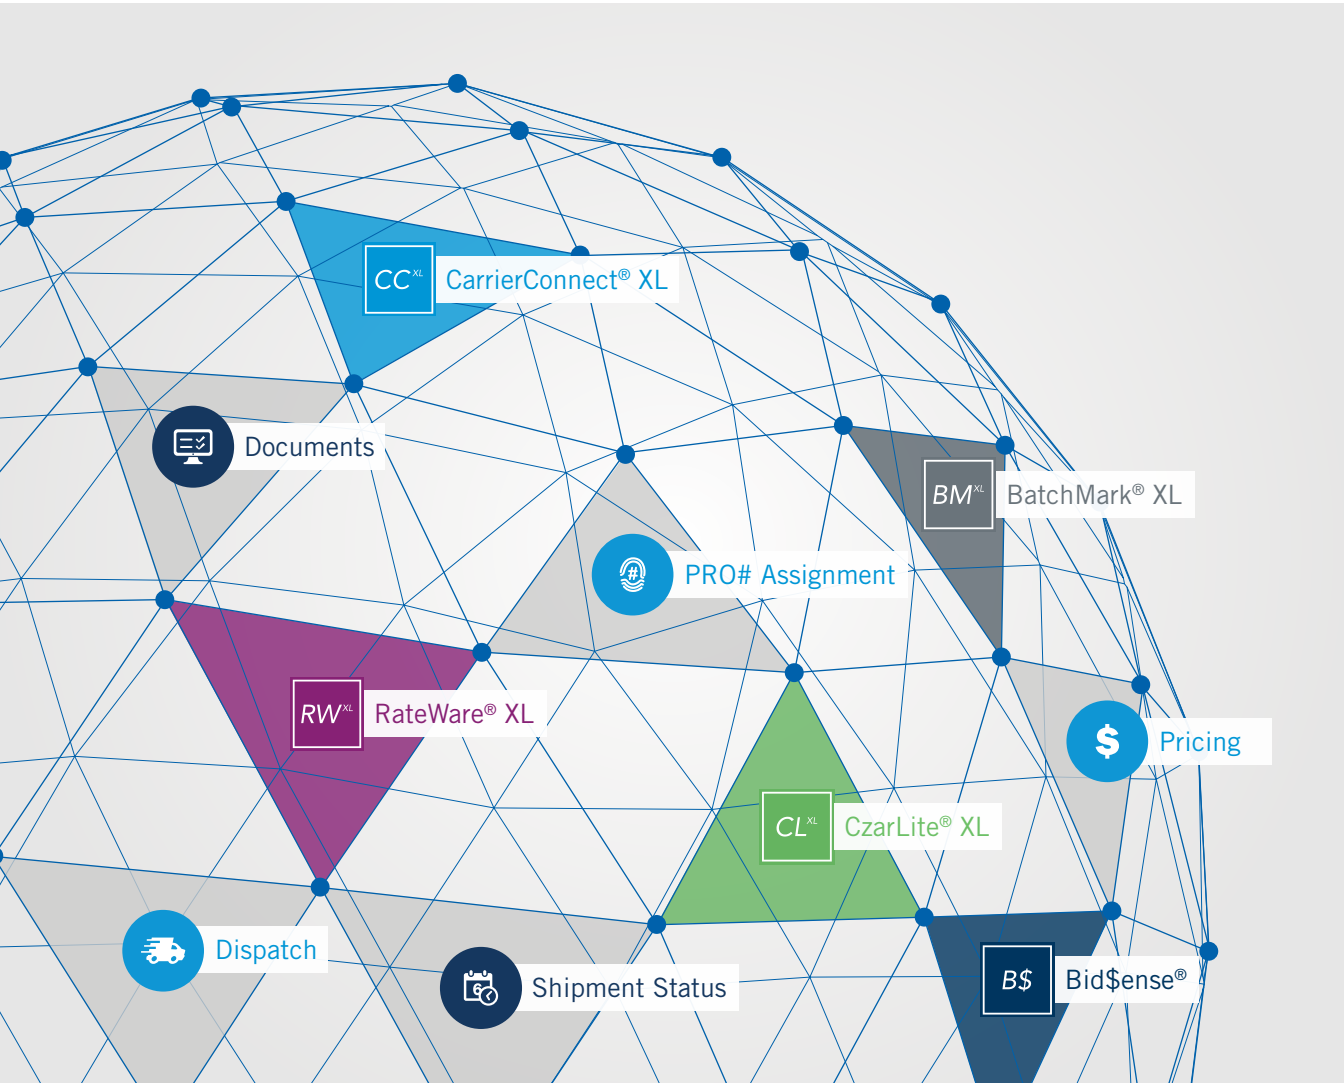 CC XL CarrierConnect® XL
Documents
BM XL BatchMark® XL
# PRO# Assignment
RW XL RateWare® XL
$ Pricing
CL XL CzarLite® XL
Dispatch
B$ Bid$ense®
6 Shipment Status